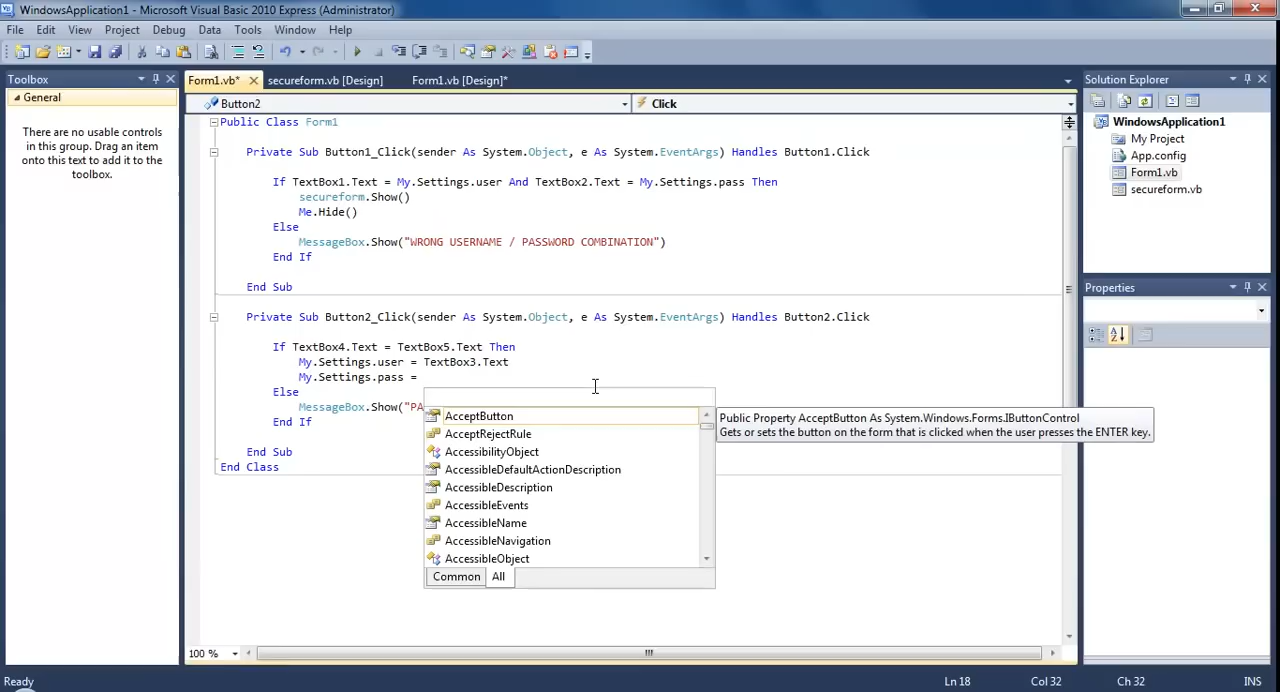 WindowsApplication1 - Microsoft Visual Basic 2010 Express (Administrator)
File Edit View Project Debug Data Tools Window Help
Toolbox
General
There are no usable controls
in this group. Drag an item
onto this text to add it to the
toolbox.
Form1.vb* secureform.vb [Design] Form1.vb [Design]*
Button2 Click
Public Class Form1
Private Sub Button1_Click(sender As System.Object, e As System.EventArgs) Handles Button1.Click
If TextBox1.Text = My.Settings.user And TextBox2.Text = My.Settings.pass Then
secureform.Show()
Me.Hide()
Else
MessageBox.Show("WRONG USERNAME / PASSWORD COMBINATION")
End If
End Sub
Private Sub Button2_Click(sender As System.Object, e As System.EventArgs) Handles Button2.Click
If TextBox4.Text = TextBox5.Text Then
My.Settings.user = TextBox3.Text
My.Settings.pass =
Else
MessageBox.Show("PA
End If
End Sub
End Class
AcceptButton
AcceptRejectRule
AccessibilityObject
AccessibleDefaultActionDescription
AccessibleDescription
AccessibleEvents
AccessibleName
AccessibleNavigation
AccessibleObject
Common All
Public Property AcceptButton As System.Windows.Forms.IButtonControl
Gets or sets the button on the form that is clicked when the user presses the ENTER key.
100 %
Solution Explorer
WindowsApplication1
My Project
App.config
Form1.vb
secureform.vb
Properties
Ready Ln 18 Col 32 Ch 32 INS